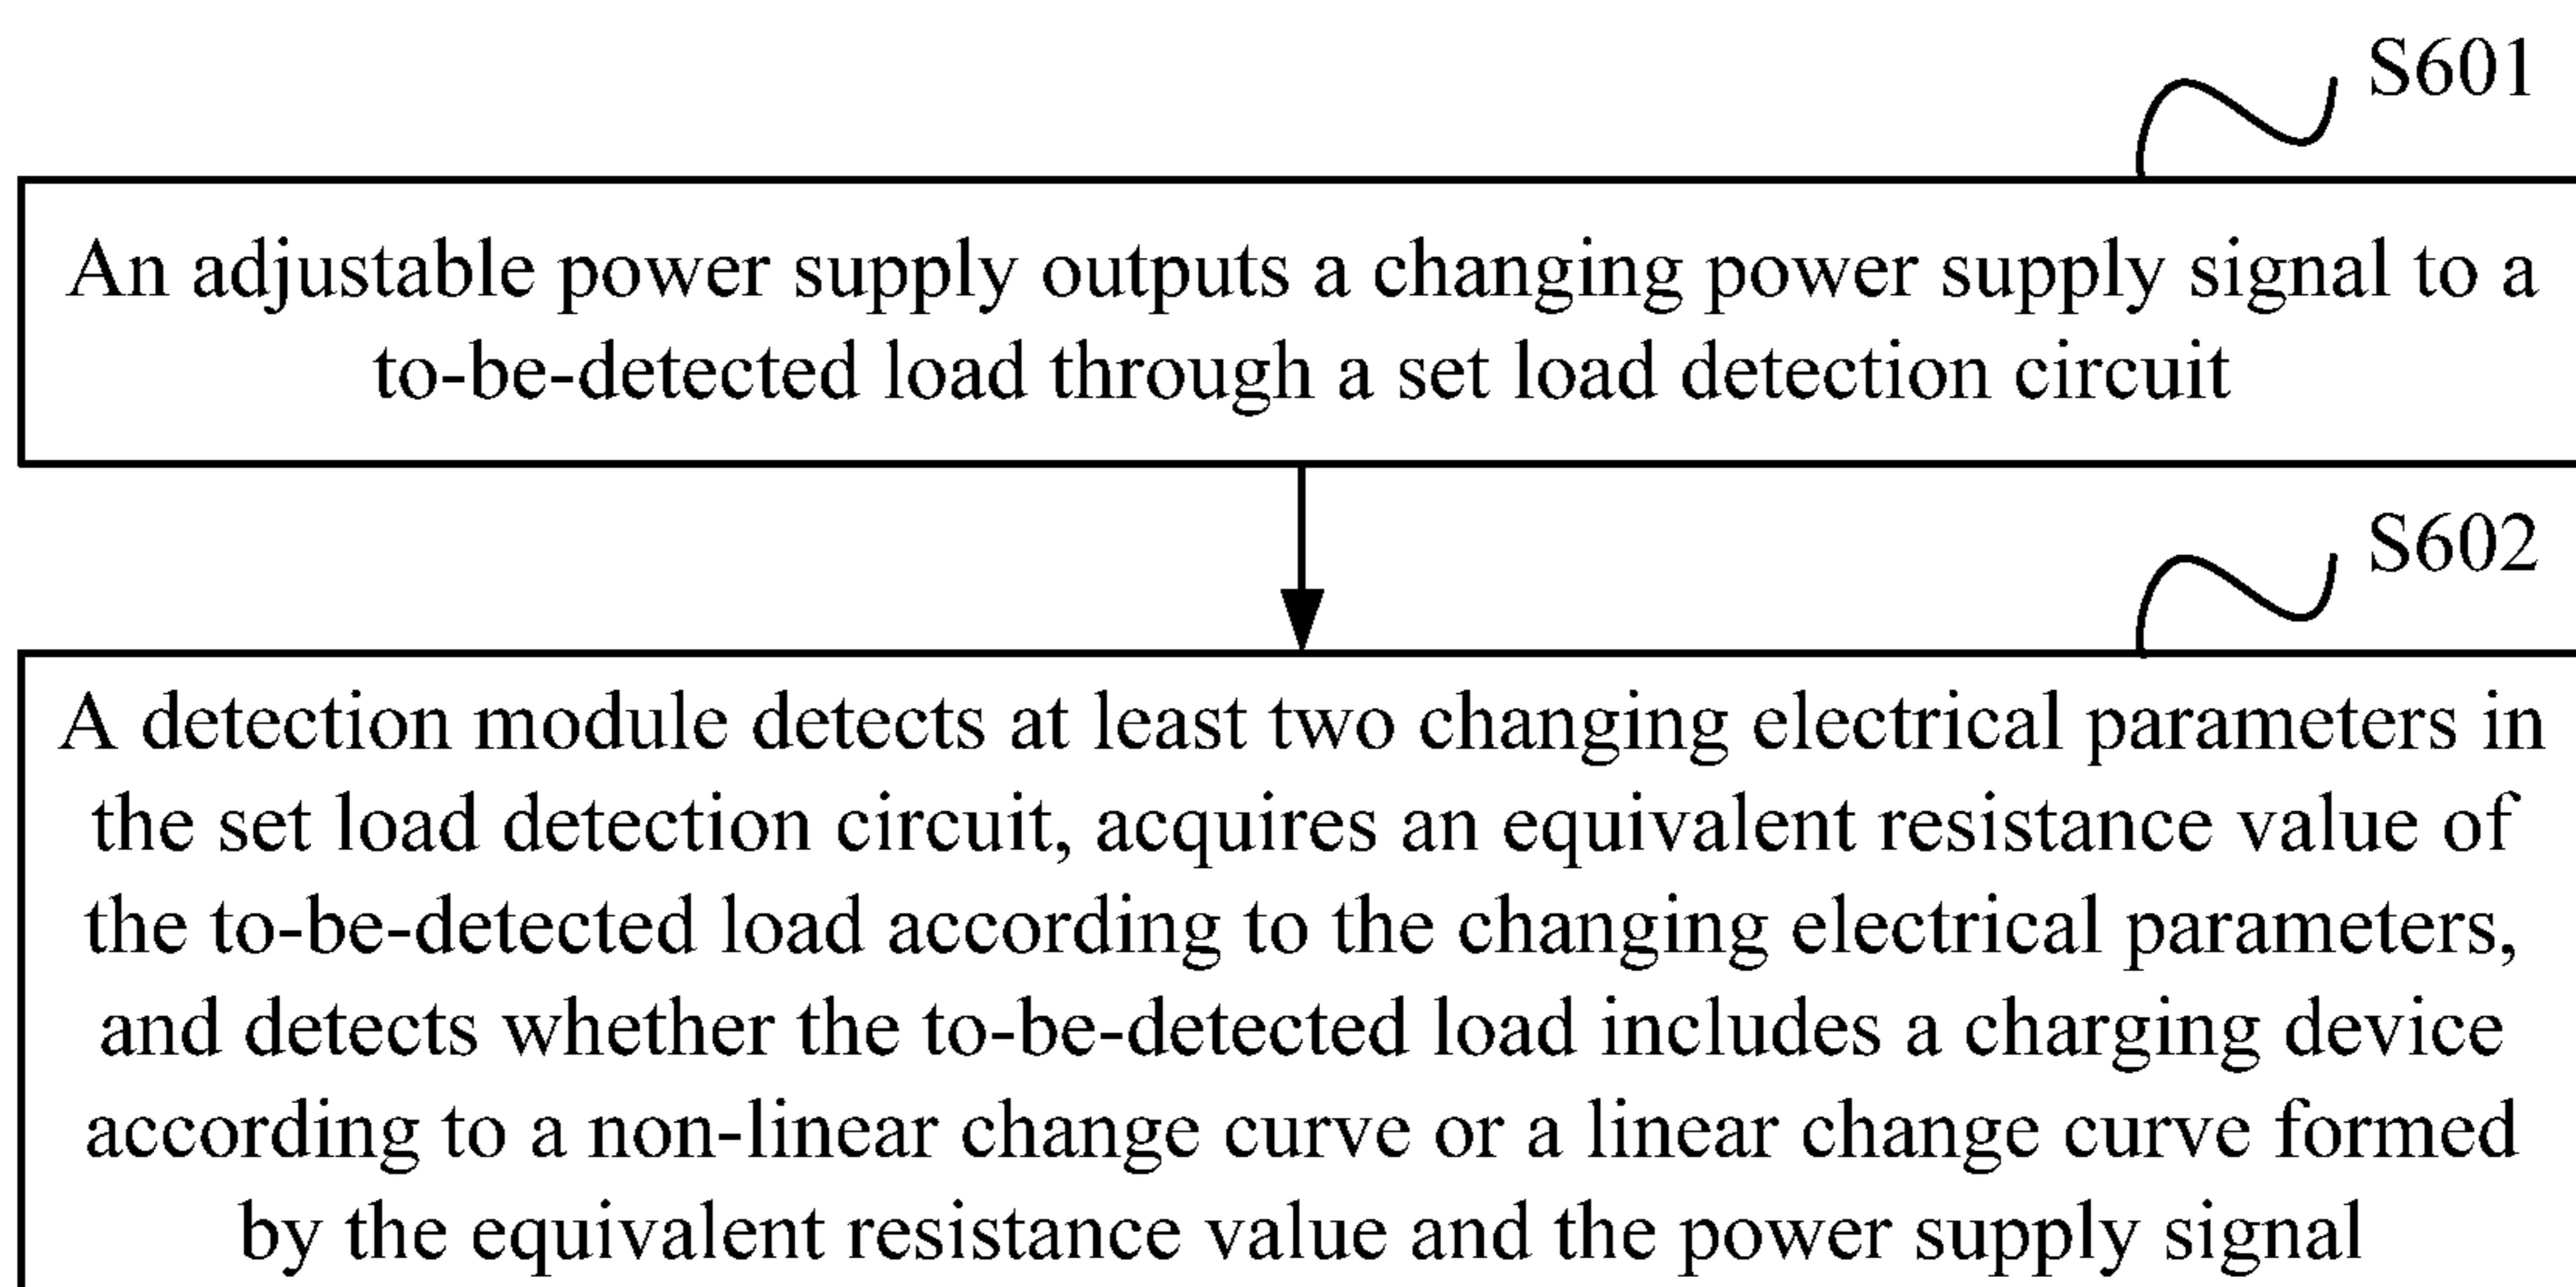 S601
An adjustable power supply outputs a changing power supply signal to a
to-be-detected load through a set load detection circuit
S602
A detection module detects at least two changing electrical parameters in
the set load detection circuit, acquires an equivalent resistance value of
the to-be-detected load according to the changing electrical parameters,
and detects whether the to-be-detected load includes a charging device
according to a non-linear change curve or a linear change curve formed
by the equivalent resistance value and the power supply signal